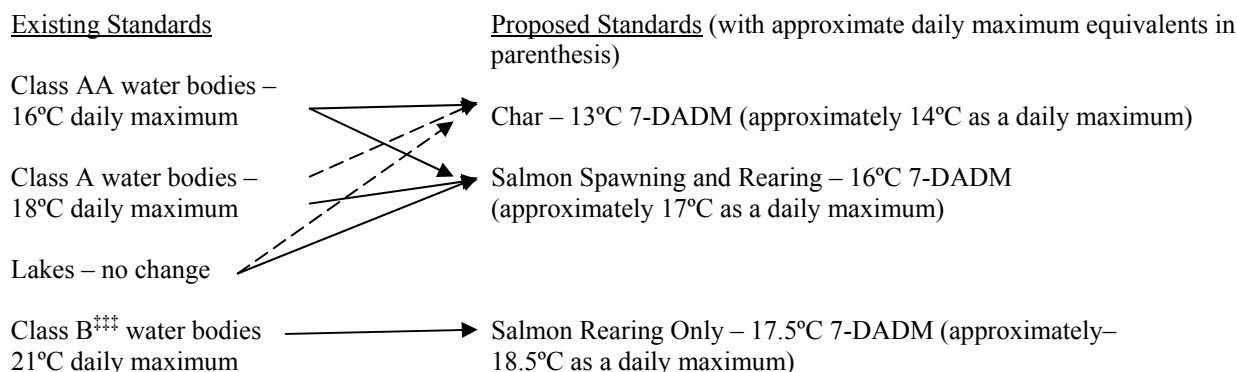 Existing Standards
Proposed Standards (with approximate daily maximum equivalents in
parenthesis)
Class AA water bodies –
16ºC daily maximum
Char – 13ºC 7-DADM (approximately 14ºC as a daily maximum)
Class A water bodies –
18ºC daily maximum
Salmon Spawning and Rearing – 16ºC 7-DADM
(approximately 17ºC as a daily maximum)
Lakes – no change
Class B‡‡‡ water bodies
21ºC daily maximum
Salmon Rearing Only – 17.5ºC 7-DADM (approximately–
18.5ºC as a daily maximum)